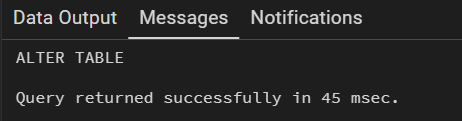 Data Output Messages Notifications
ALTER TABLE
Query returned successfully in 45 msec.